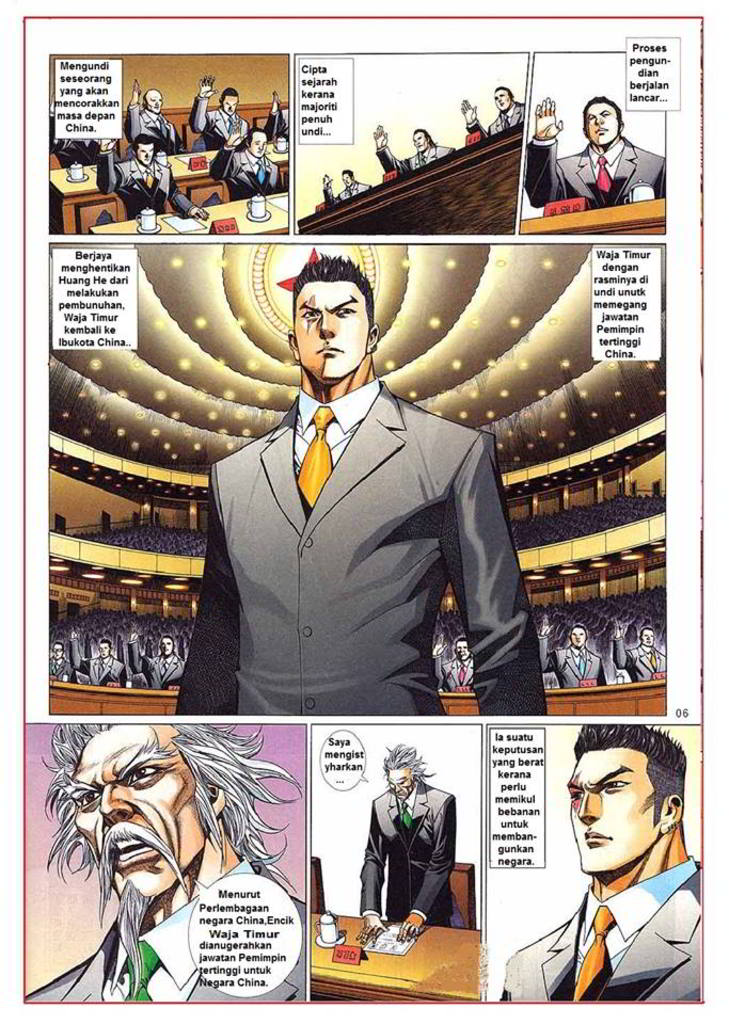 Mengundi
seseorang
yang akan
mencorakkan
masa depan
China.
Cipta
sejarah
kerana
majoriti
penuh
undi...
Proses
pengun-
dian
berjalan
lancar...
Berjaya
menghentikan
Huang He dari
melakukan
pembunuhan,
Waja Timur
kembali ke
Ibukota China..
Waja Timur
dengan
rasminya di
undi unutk
memegang
jawatan
Pemimpin
tertinggi
China.
06
Menurut
Perlembagaan
negara China,Encik
Waja Timur
dianugerahkan
jawatan Pemimpin
tertinggi untuk
Negara China.
Saya
mengist
yharkan
...
Ia suatu
keputusan
yang berat
kerana
perlu
memikul
bebanan
untuk
memban-
gunkan
negara.